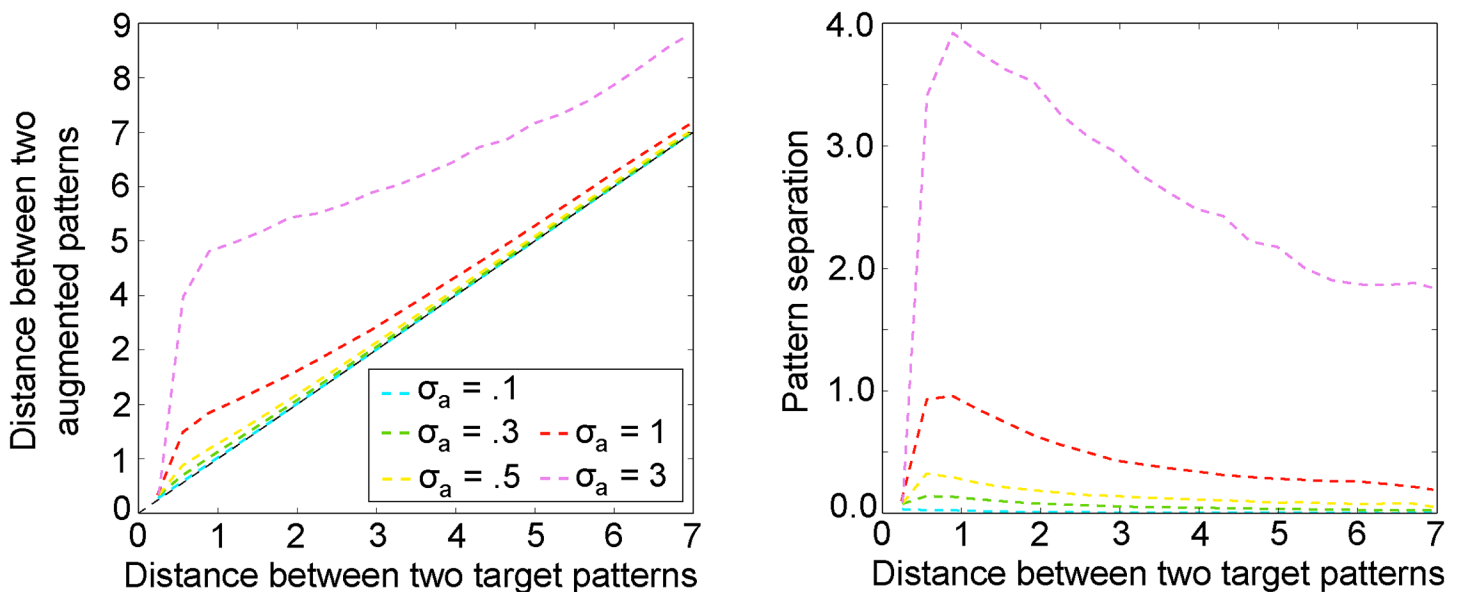 Distance between two
augmented patterns
9
8
7
6
5
4
2
2
1
0
0 1 2 3 4 5 6 7
Distance between two target patterns
σa = .1
σa = .3
σa = .5
σa = 1
σa = 3
Pattern separation
4.0
3.0
2.0
1.0
0.0
0 1 2 3 4 5 6 7
Distance between two target patterns